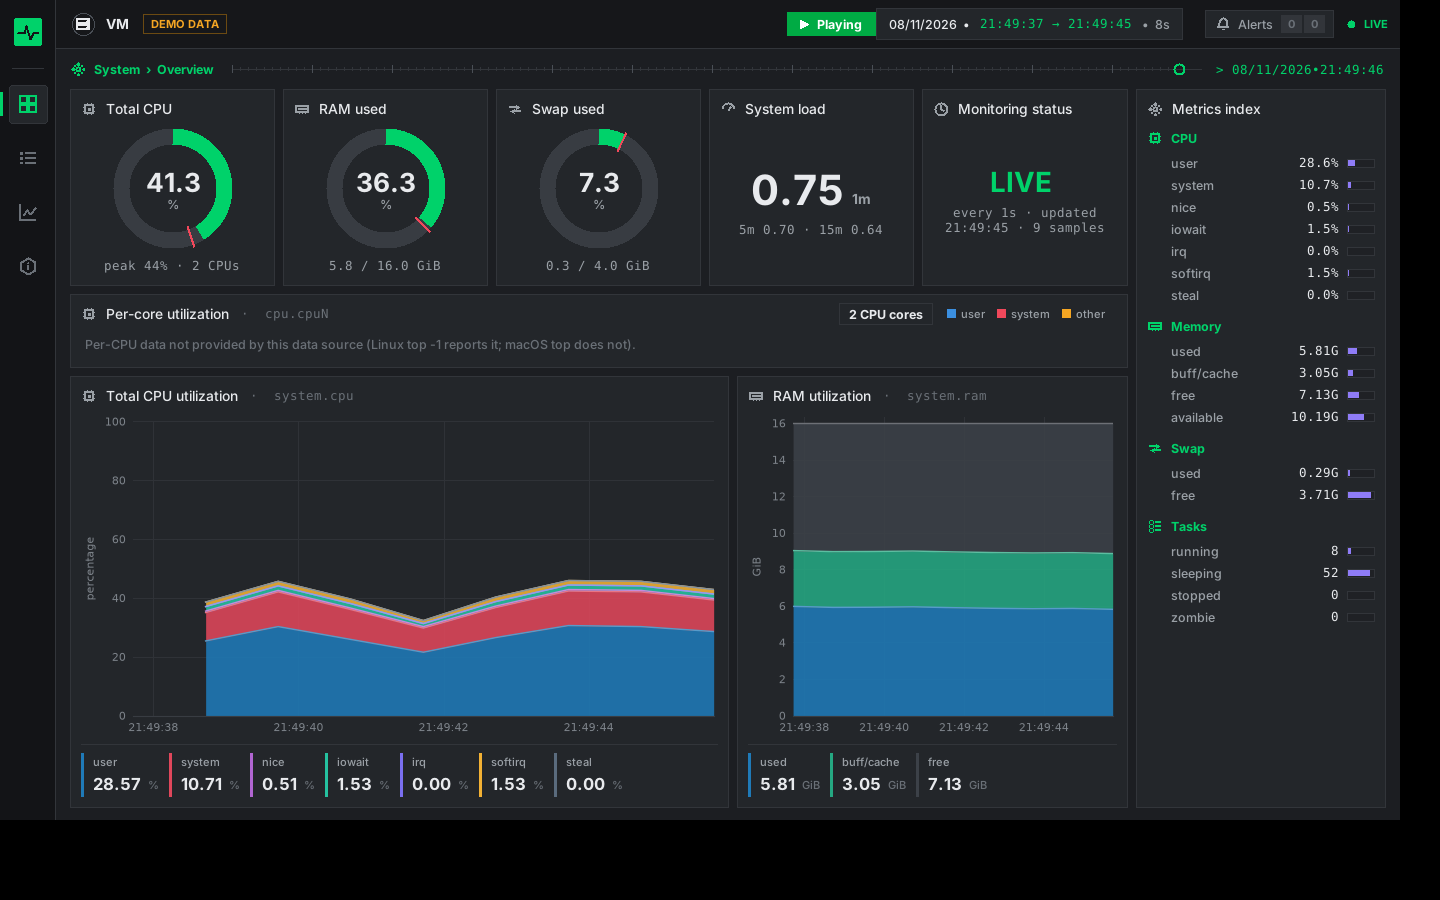 VM DEMO DATA Playing 08/11/2026 • 21:49:37 → 21:49:45 • 8s Alerts 0 0 LIVE
System › Overview > 08/11/2026•21:49:46
Total CPU
41.3
%
peak 44% · 2 CPUs
RAM used
36.3
%
5.8 / 16.0 GiB
Swap used
7.3
%
0.3 / 4.0 GiB
System load
0.75 1m
5m 0.70 · 15m 0.64
Monitoring status
LIVE
every 1s · updated
21:49:45 · 9 samples
Per-core utilization · cpu.cpuN 2 CPU cores user system other
Per-CPU data not provided by this data source (Linux top -1 reports it; macOS top does not).
Total CPU utilization · system.cpu
percentage
100
80
60
40
20
0
21:49:38 21:49:40 21:49:42 21:49:44
user system nice iowait irq softirq steal
28.57 % 10.71 % 0.51 % 1.53 % 0.00 % 1.53 % 0.00 %
RAM utilization · system.ram
GiB
16
14
12
10
8
6
4
2
0
21:49:38 21:49:40 21:49:42 21:49:44
used buff/cache free
5.81 GiB 3.05 GiB 7.13 GiB
Metrics index
CPU
user 28.6%
system 10.7%
nice 0.5%
iowait 1.5%
irq 0.0%
softirq 1.5%
steal 0.0%
Memory
used 5.81G
buff/cache 3.05G
free 7.13G
available 10.19G
Swap
used 0.29G
free 3.71G
Tasks
running 8
sleeping 52
stopped 0
zombie 0